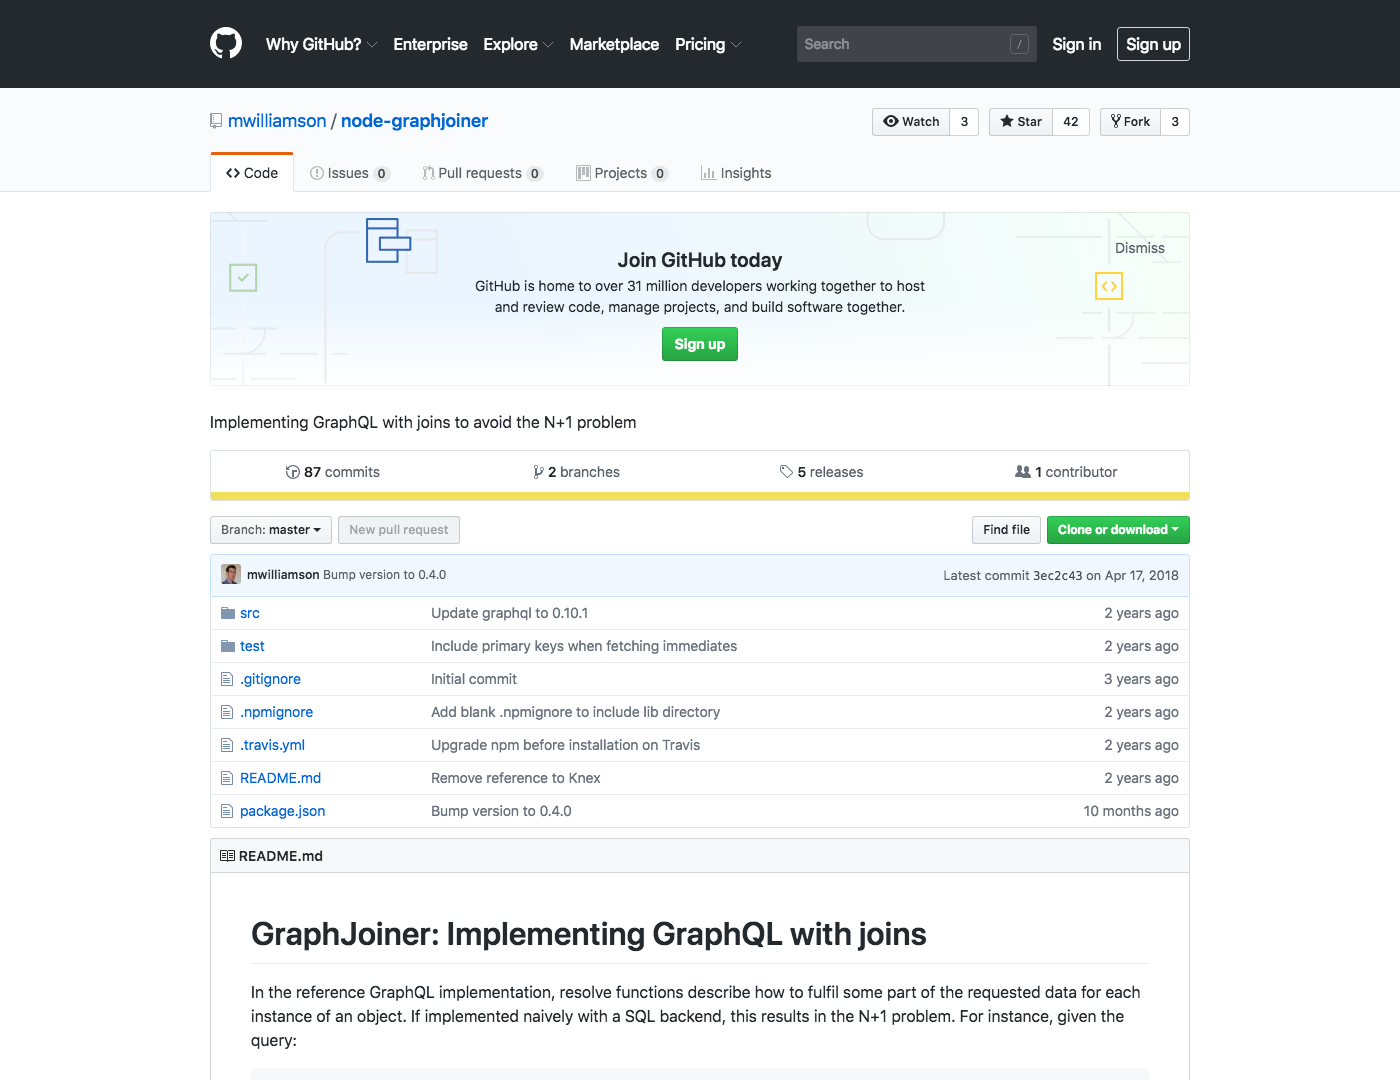 Why GitHub? Enterprise Explore Marketplace Pricing Search / Sign in Sign up
mwilliamson / node-graphjoiner Watch 3 Star 42 Fork 3
Code Issues 0 Pull requests 0 Projects 0 Insights
Dismiss
Join GitHub today
GitHub is home to over 31 million developers working together to host
and review code, manage projects, and build software together.
Sign up
Implementing GraphQL with joins to avoid the N+1 problem
87 commits 2 branches 5 releases 1 contributor
Branch: master New pull request Find file Clone or download
mwilliamson Bump version to 0.4.0 Latest commit 3ec2c43 on Apr 17, 2018
src Update graphql to 0.10.1 2 years ago
test Include primary keys when fetching immediates 2 years ago
.gitignore Initial commit 3 years ago
.npmignore Add blank .npmignore to include lib directory 2 years ago
.travis.yml Upgrade npm before installation on Travis 2 years ago
README.md Remove reference to Knex 2 years ago
package.json Bump version to 0.4.0 10 months ago
README.md
GraphJoiner: Implementing GraphQL with joins
In the reference GraphQL implementation, resolve functions describe how to fulfil some part of the requested data for each
instance of an object. If implemented naively with a SQL backend, this results in the N+1 problem. For instance, given the
query: